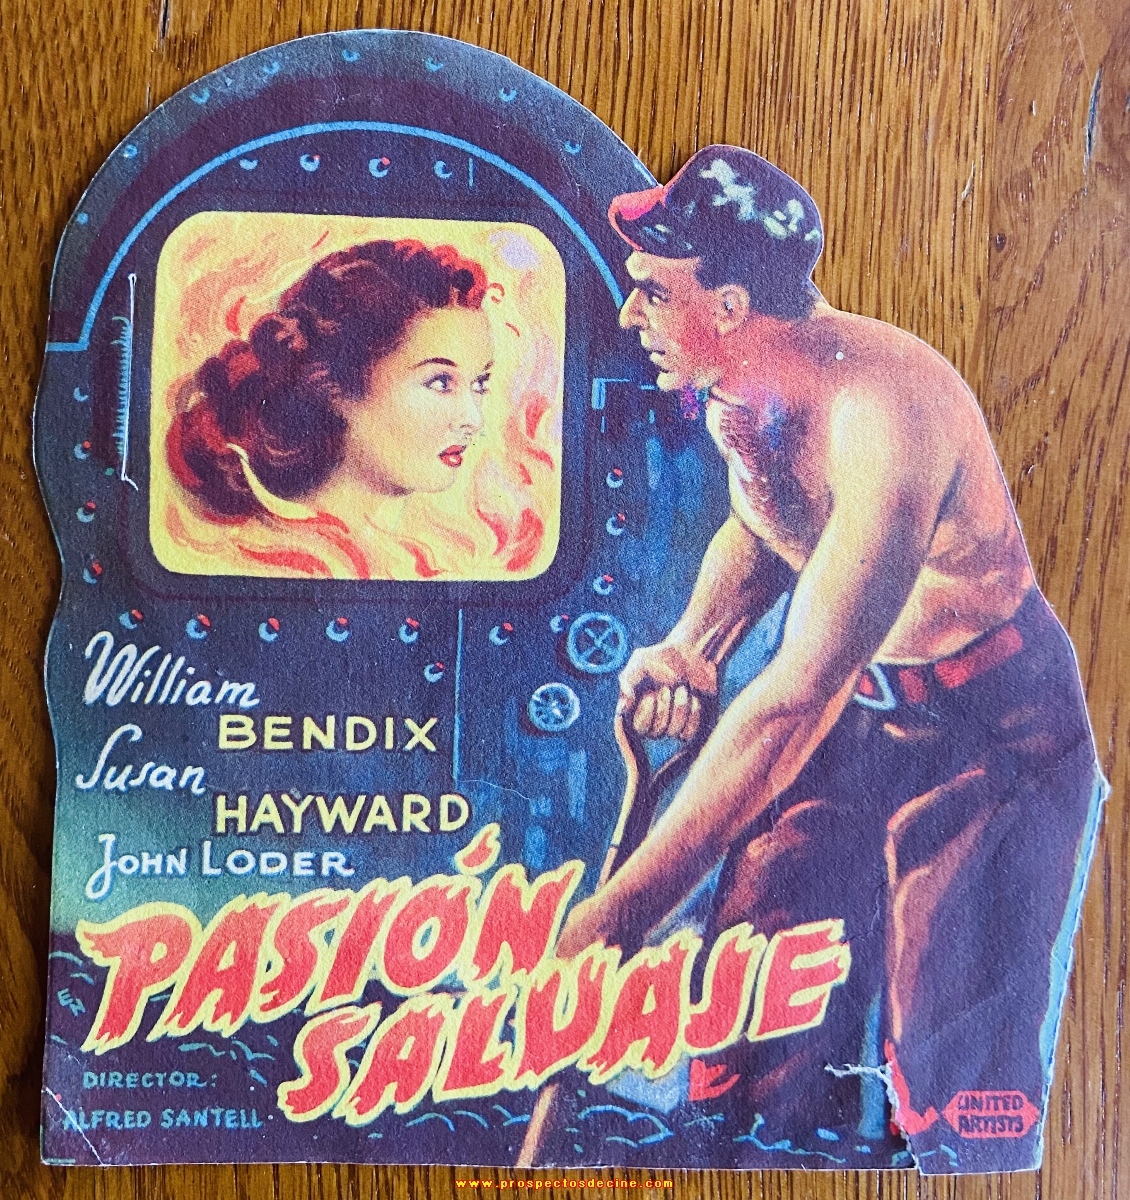 William
BENDIX
Susan
HAYWARD
JOHN LODER
PASIÓN
SALVAJE
DIRECTOR:
ALFRED SANTELL.
UNITED
ARTISTS
www.prospectosdecine.com